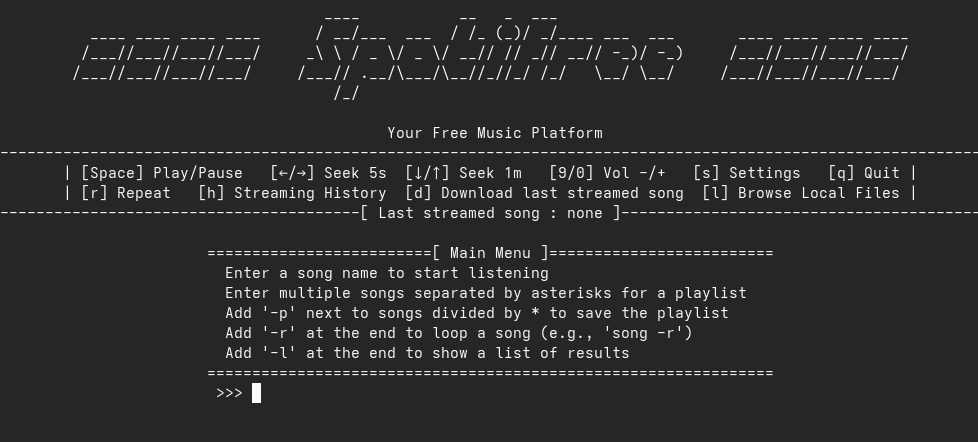 Spotifree
Your Free Music Platform
| [Space] Play/Pause   [←/→] Seek 5s  [↓/↑] Seek 1m   [9/0] Vol -/+   [s] Settings   [q] Quit |
| [r] Repeat   [h] Streaming History  [d] Download last streamed song  [l] Browse Local Files |
[ Last streamed song : none ]
[ Main Menu ]
Enter a song name to start listening
Enter multiple songs separated by asterisks for a playlist
Add '-p' next to songs divided by * to save the playlist
Add '-r' at the end to loop a song (e.g., 'song -r')
Add '-l' at the end to show a list of results
>>>